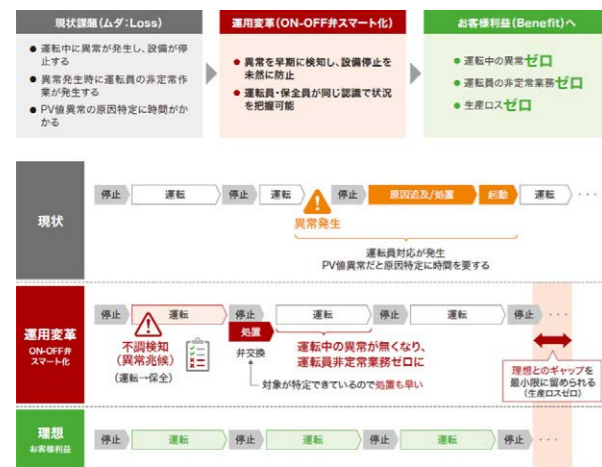 現状課題(ムダ:Loss)
運用変革(ON-OFF弁スマート化)
お客様利益(Benefit)へ
● 運転中に異常が発生し、設備が停
止する
● 異常発生時に運転員の非定常作
業が発生する
● PV値異常の原因特定に時間がか
かる
● 異常を早期に検知し、設備停止を
未然に防止
● 運転員・保全員が同じ認識で状況
を把握可能
● 運転中の異常ゼロ
● 運転員の非定常業務ゼロ
● 生産ロスゼロ
現状
停止 運転 停止 運転 停止 原因追及/処置 起動 運転 ・・・
異常発生
運転員対応が発生
PV値異常だと原因特定に時間を要する
運用変革
ON-OFF弁
スマート化
停止 運転 停止 運転 停止 運転 停止 ・・・
処置
不調検知
(異常兆候)
(運転→保全)
弁交換
運転中の異常が無くなり、
運転員非定常業務ゼロに
対象が特定できているので処置も早い
理想とのギャップを
最小限に留められる
(生産ロスゼロ)
理想
お客様利益
停止 運転 停止 運転 停止 運転 停止 ・・・